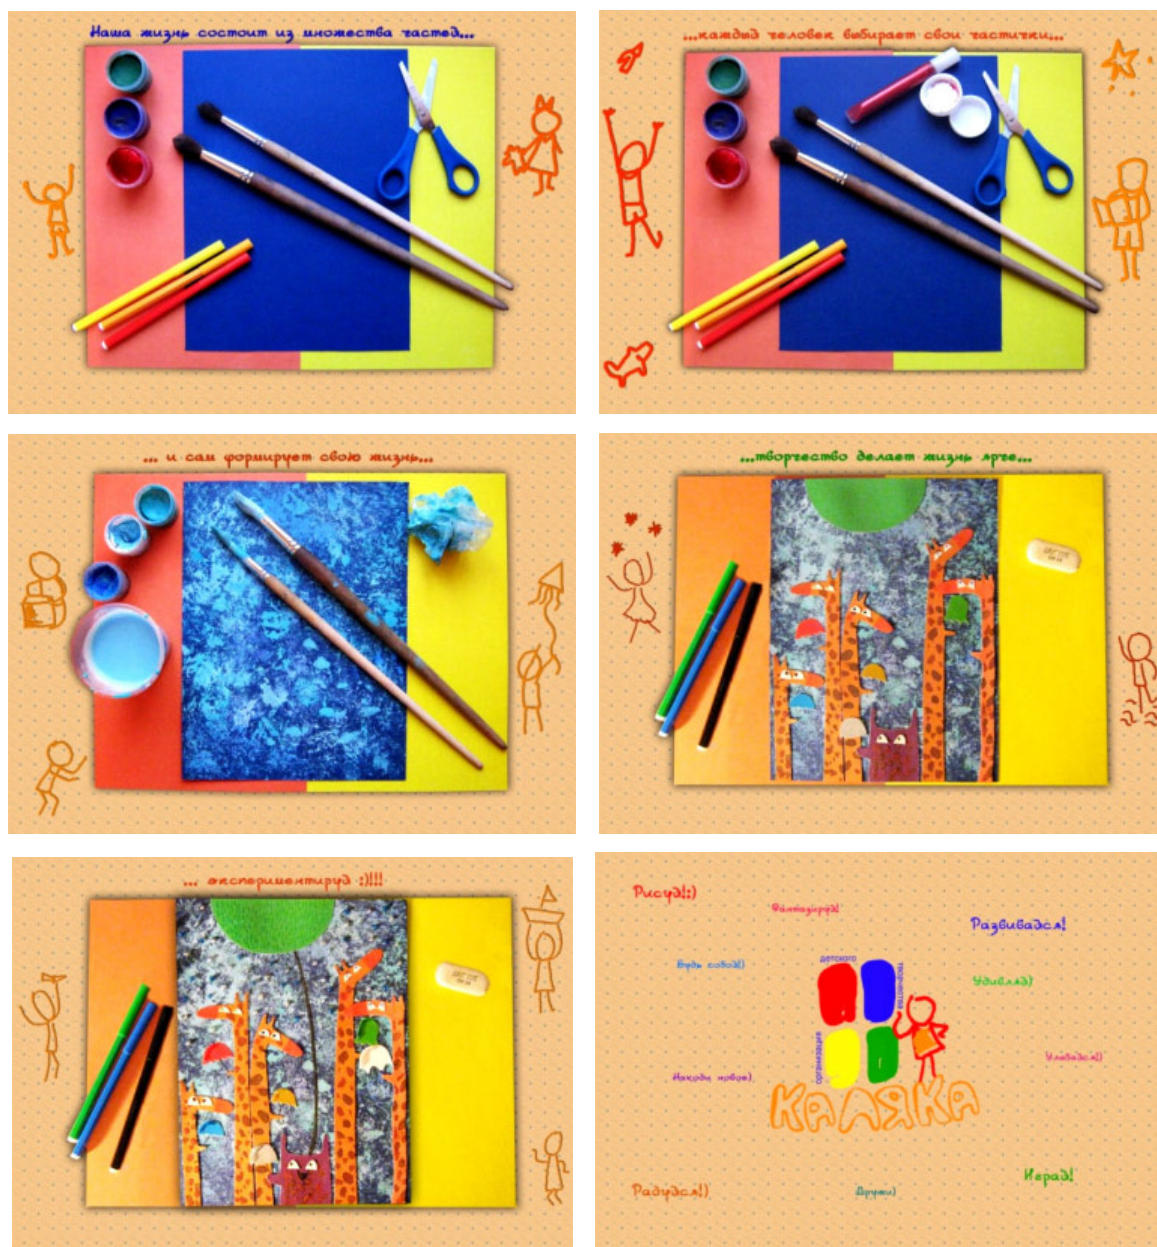 Наша жизнь состоит из множества частей...
...каждый человек выбирает свои частички...
... и сам формирует свою жизнь...
...творчество делает жизнь ярче...
... экспериментируй :)!!!
Рисуй!:)
Фантазируй!
Развивайся!
Будь собой!)
детского
творчества
Удивляй)
организация
Улыбайся!)
Находи новое)
КАЛЯКА
Радуйся!)
Дружи)
Играй!